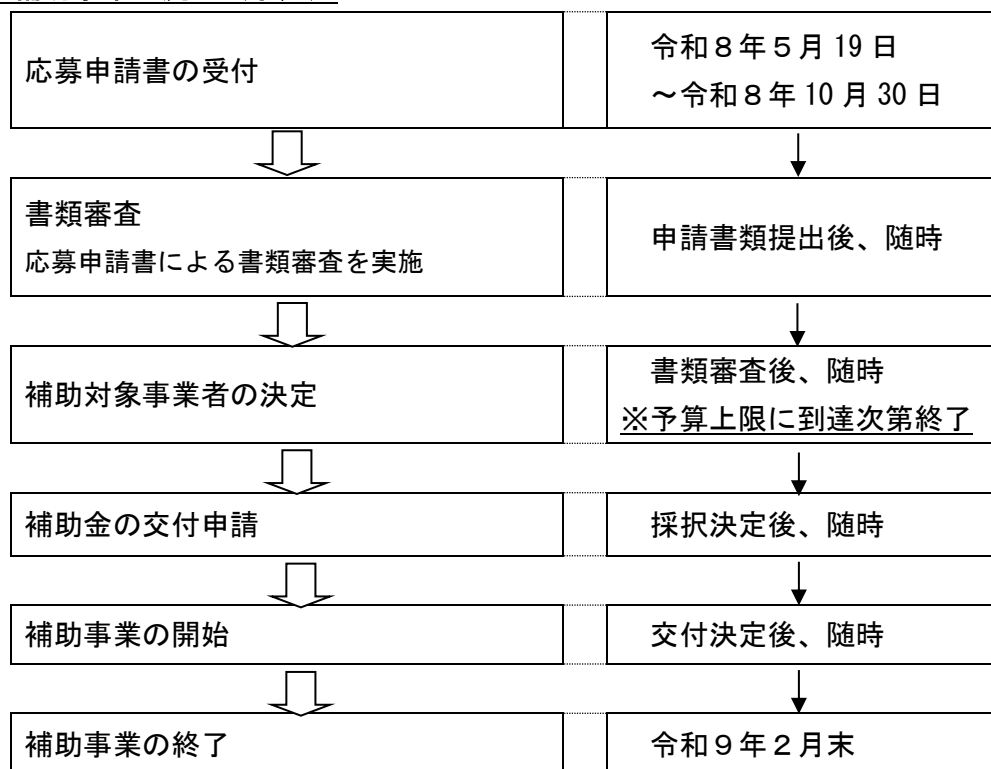 応募申請書の受付
令和８年５月19日
～令和８年10月30日
書類審査
応募申請書による書類審査を実施
申請書類提出後、随時
補助対象事業者の決定
書類審査後、随時
※予算上限に到達次第終了
補助金の交付申請
採択決定後、随時
補助事業の開始
交付決定後、随時
補助事業の終了
令和９年２月末